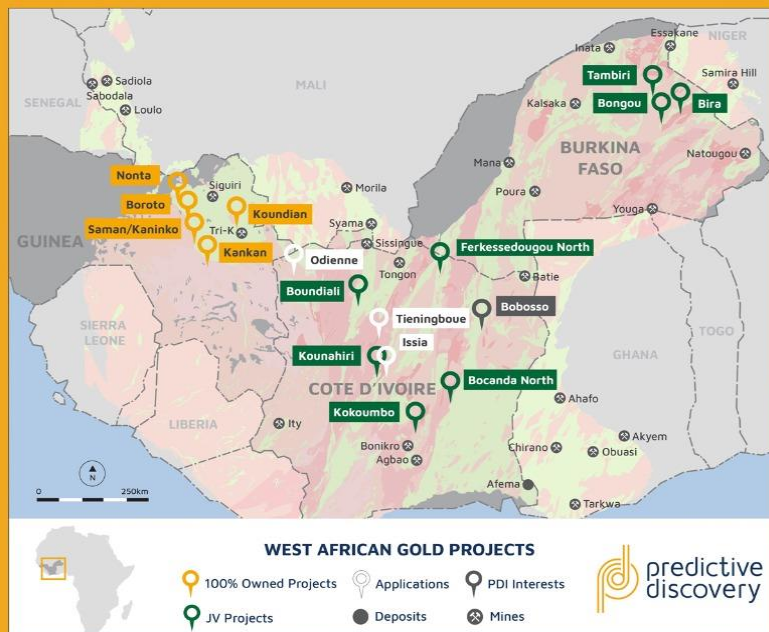 Essakane
NIGER
Inata
Tambiri
Samira Hill
MALI
Sadiola
Sabodala
SENEGAL
Loulo
Kalsaka
Bongou
Bira
BURKINA
FASO
Natougou
Mana
Poura
Youga
Nonta
Siguiri
Morila
Boroto
Koundian
Syama
Saman/Kaninko
Tri-K
GUINEA
Kankan
Sissingue
Ferkessedougou North
Odienne
Tongon
Batie
Boundiali
Bobosso
Tieningboue
SIERRA
LEONE
Issia
Kounahiri
GHANA
TOGO
COTE D'IVOIRE
Bocanda North
Ahafo
Kokoumbo
LIBERIA
Ity
Akyem
Bonikro
Chirano
Obuasi
Agbao
Afema
Tarkwa
N
0 250km
WEST AFRICAN GOLD PROJECTS
100% Owned Projects
Applications
PDI Interests
JV Projects
Deposits
Mines
predictive
discovery